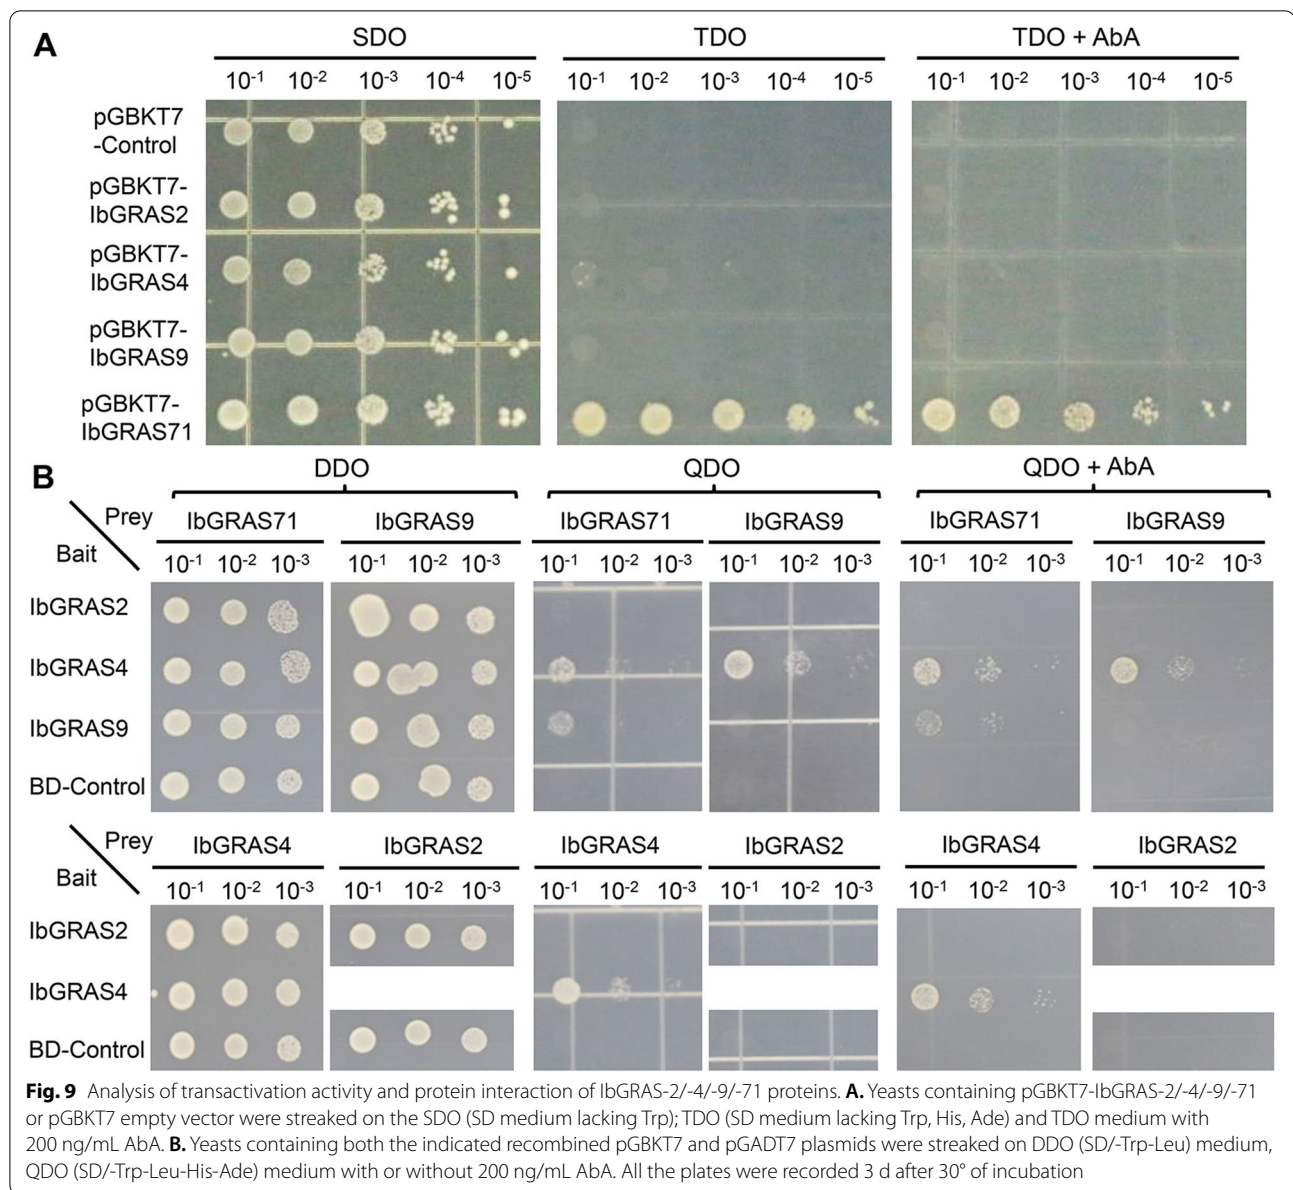 A
SDO TDO TDO + AbA
10-1 10-2 10-3 10-4 10-5 10-1 10-2 10-3 10-4 10-5 10-1 10-2 10-3 10-4 10-5
pGBKT7
-Control
pGBKT7-
IbGRAS2
pGBKT7-
IbGRAS4
pGBKT7-
IbGRAS9
pGBKT7-
IbGRAS71
B
DDO QDO QDO + AbA
Prey IbGRAS71 IbGRAS9 IbGRAS71 IbGRAS9 IbGRAS71 IbGRAS9
Bait 10-1 10-2 10-3 10-1 10-2 10-3 10-1 10-2 10-3 10-1 10-2 10-3 10-1 10-2 10-3 10-1 10-2 10-3
IbGRAS2
IbGRAS4
IbGRAS9
BD-Control
Prey IbGRAS4 IbGRAS2 IbGRAS4 IbGRAS2 IbGRAS4 IbGRAS2
Bait 10-1 10-2 10-3 10-1 10-2 10-3 10-1 10-2 10-3 10-1 10-2 10-3 10-1 10-2 10-3 10-1 10-2 10-3
IbGRAS2
IbGRAS4
BD-Control
Fig. 9 Analysis of transactivation activity and protein interaction of IbGRAS-2/-4/-9/-71 proteins. A. Yeasts containing pGBKT7-IbGRAS-2/-4/-9/-71
or pGBKT7 empty vector were streaked on the SDO (SD medium lacking Trp); TDO (SD medium lacking Trp, His, Ade) and TDO medium with
200 ng/mL AbA. B. Yeasts containing both the indicated recombined pGBKT7 and pGADT7 plasmids were streaked on DDO (SD/-Trp-Leu) medium,
QDO (SD/-Trp-Leu-His-Ade) medium with or without 200 ng/mL AbA. All the plates were recorded 3 d after 30° of incubation